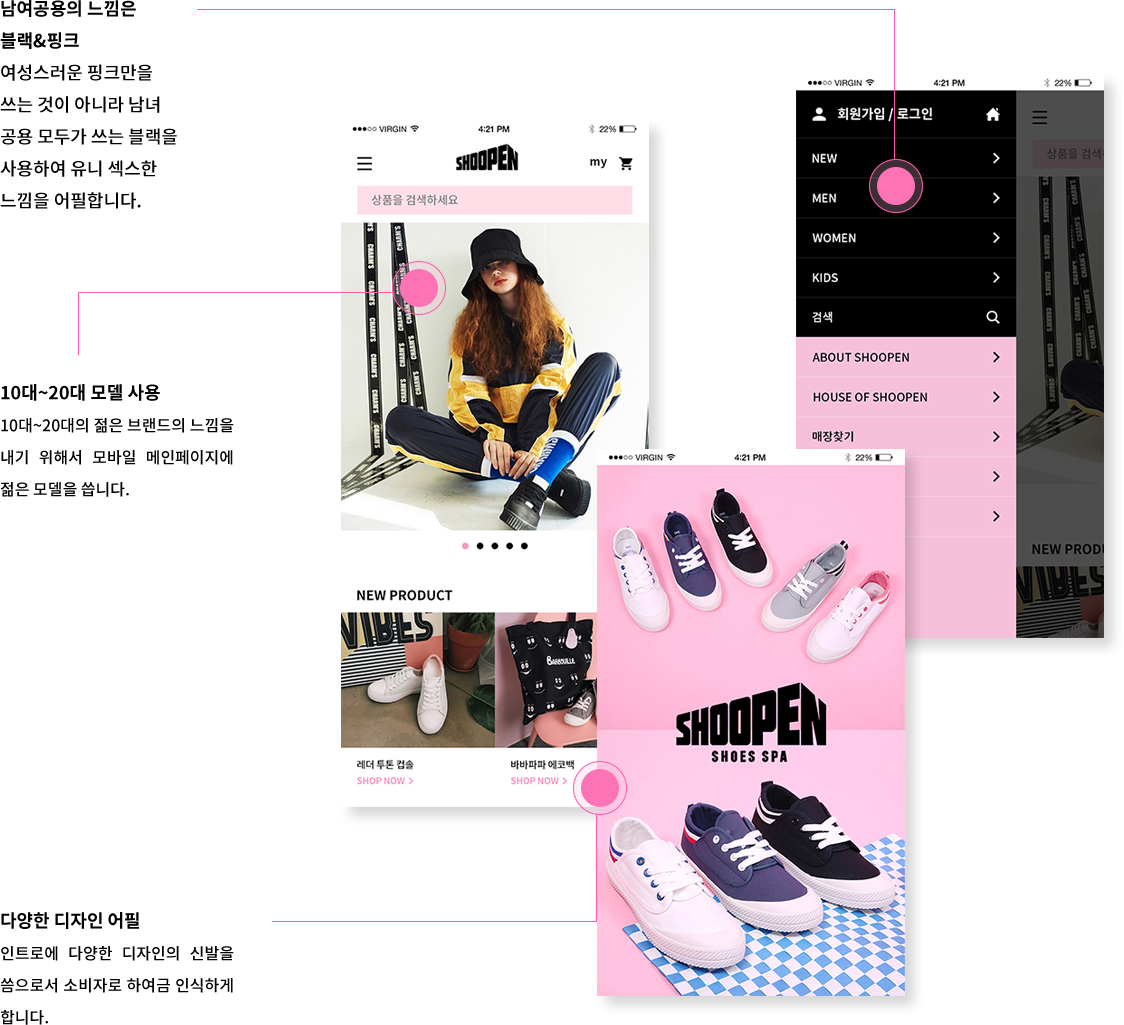 남여공용의 느낌은
블랙&핑크
여성스러운 핑크만을
쓰는 것이 아니라 남녀
공용 모두가 쓰는 블랙을
사용하여 유니 섹스한
느낌을 어필합니다.
10대~20대 모델 사용
10대~20대의 젊은 브랜드의 느낌을
내기 위해서 모바일 메인페이지에
젊은 모델을 씁니다.
다양한 디자인 어필
인트로에 다양한 디자인의 신발을
씀으로서 소비자로 하여금 인식하게
합니다.
VIRGIN 4:21 PM 22%
SHOOPEN my
상품을 검색하세요
CHARM'S
NEW PRODUCT
VIBES
BARBOUILLE
레더 투톤 컵솔
SHOP NOW
바바파파 에코백
SHOP NOW
VIRGIN 4:21 PM 22%
회원가입 / 로그인
NEW
MEN
WOMEN
KIDS
검색
ABOUT SHOOPEN
HOUSE OF SHOOPEN
매장찾기
상품을 검색
CHARM'S
NEW PRODU
VIBES
VIRGIN 4:21 PM 22%
SHOOPEN
SHOES SPA